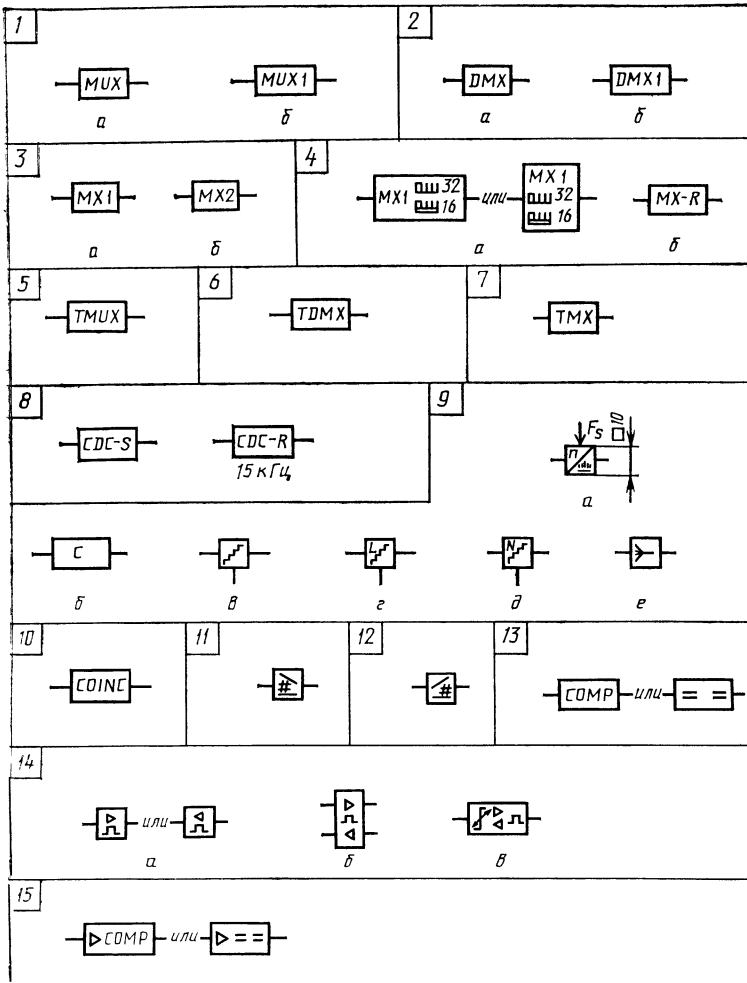 1
2
MUX
MUX1
DMX
DMX1
а
б
а
б
3
4
MX1
MX2
MX1 32
16
или
MX1
32
16
MX-R
а
б
а
б
5
6
7
TMUX
TDMX
TMX
8
9
CDC-S
CDC-R
15 кГц
Fs
□10
П
а
C
L
N
б
в
г
д
е
10
11
12
13
COINC
#
#
COMP
или
= =
14
или
а
б
в
15
COMP
или
= =